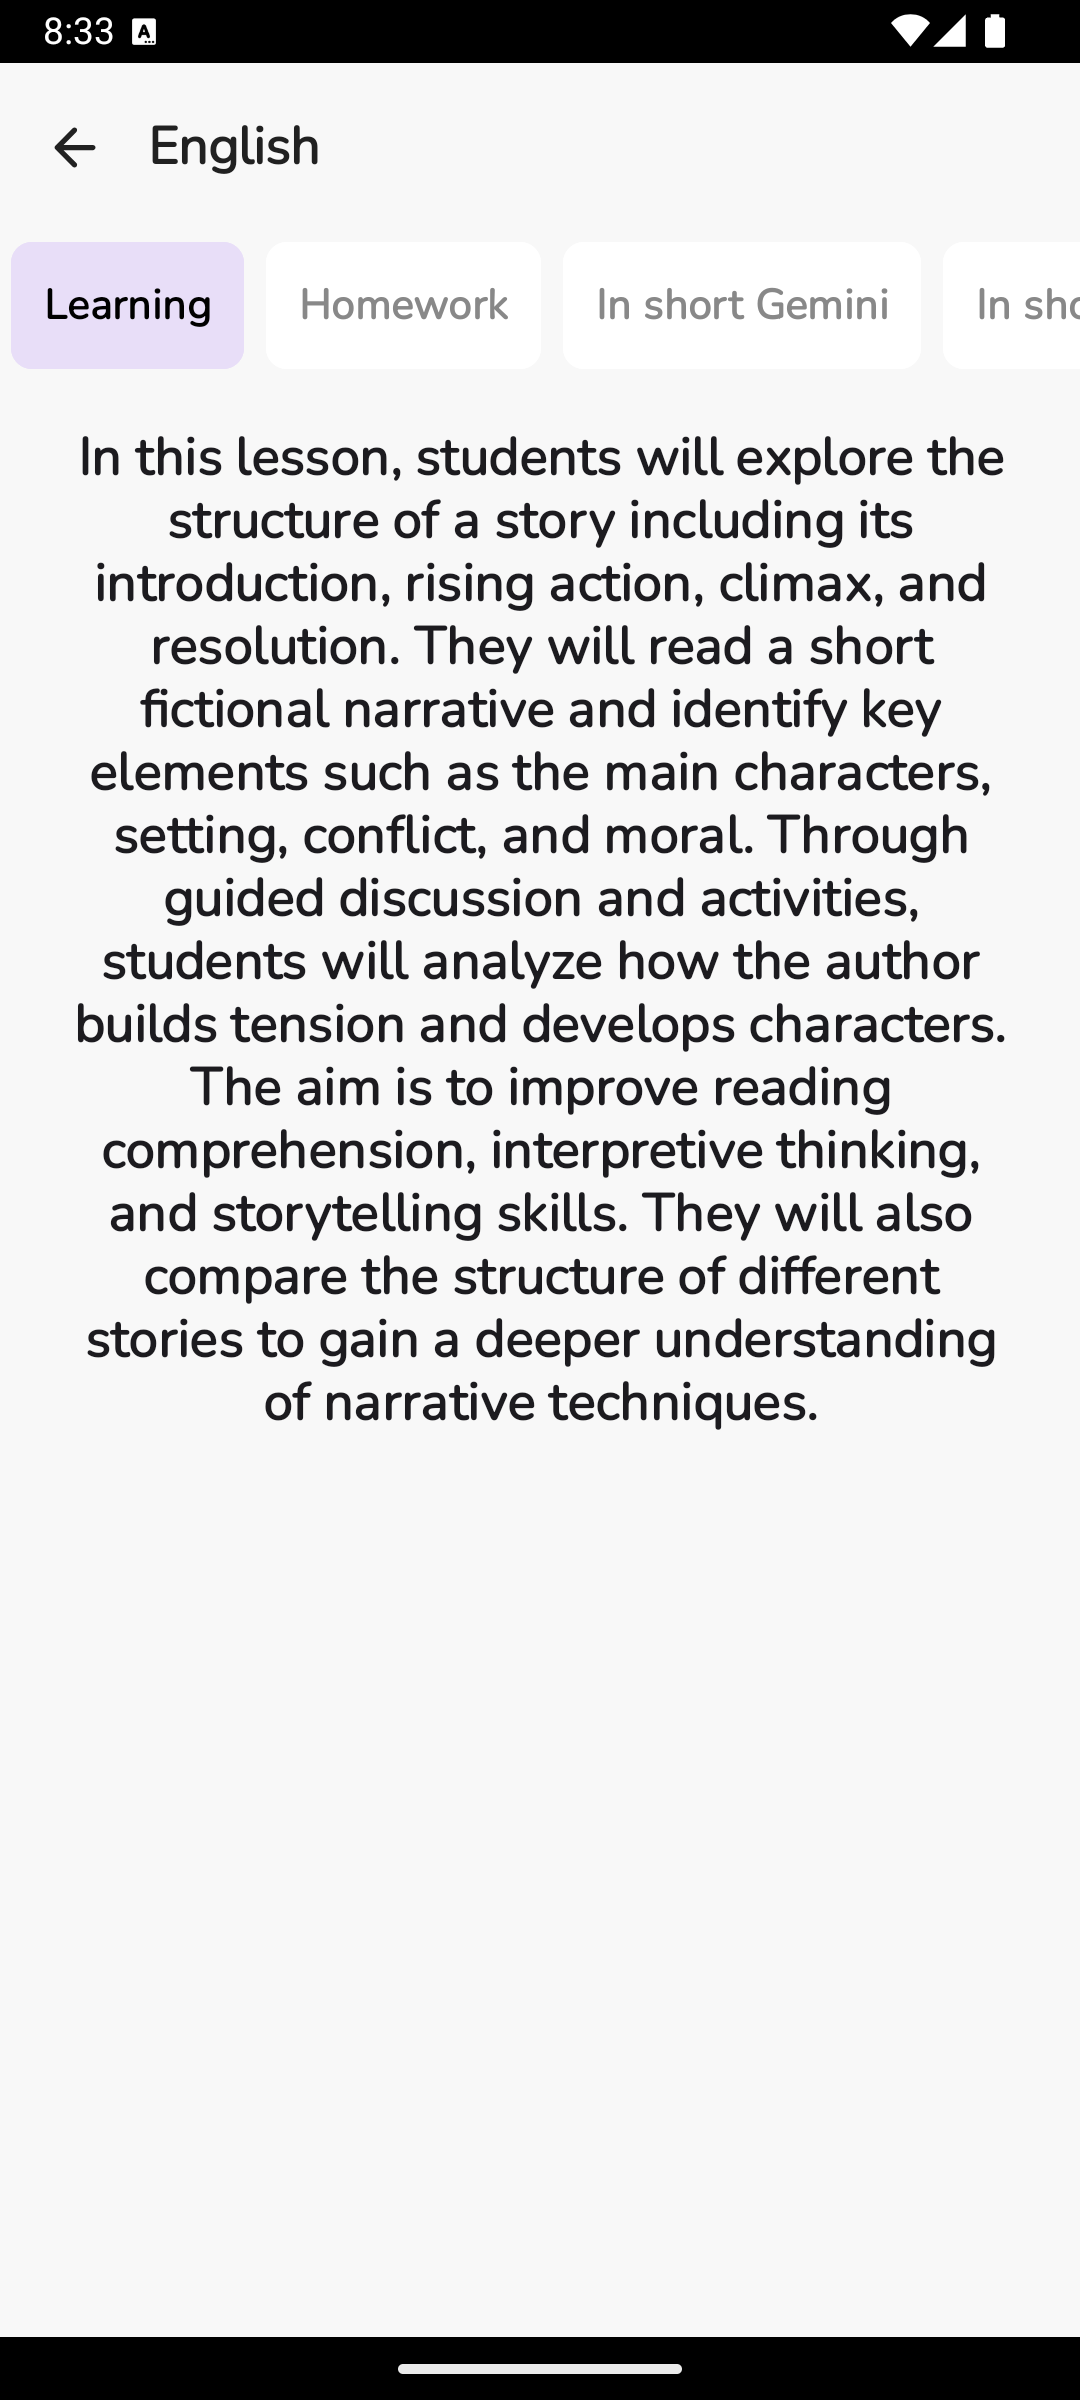 8:33
English
Learning
Homework
In short Gemini
In sho
In this lesson, students will explore the
structure of a story including its
introduction, rising action, climax, and
resolution. They will read a short
fictional narrative and identify key
elements such as the main characters,
setting, conflict, and moral. Through
guided discussion and activities,
students will analyze how the author
builds tension and develops characters.
The aim is to improve reading
comprehension, interpretive thinking,
and storytelling skills. They will also
compare the structure of different
stories to gain a deeper understanding
of narrative techniques.